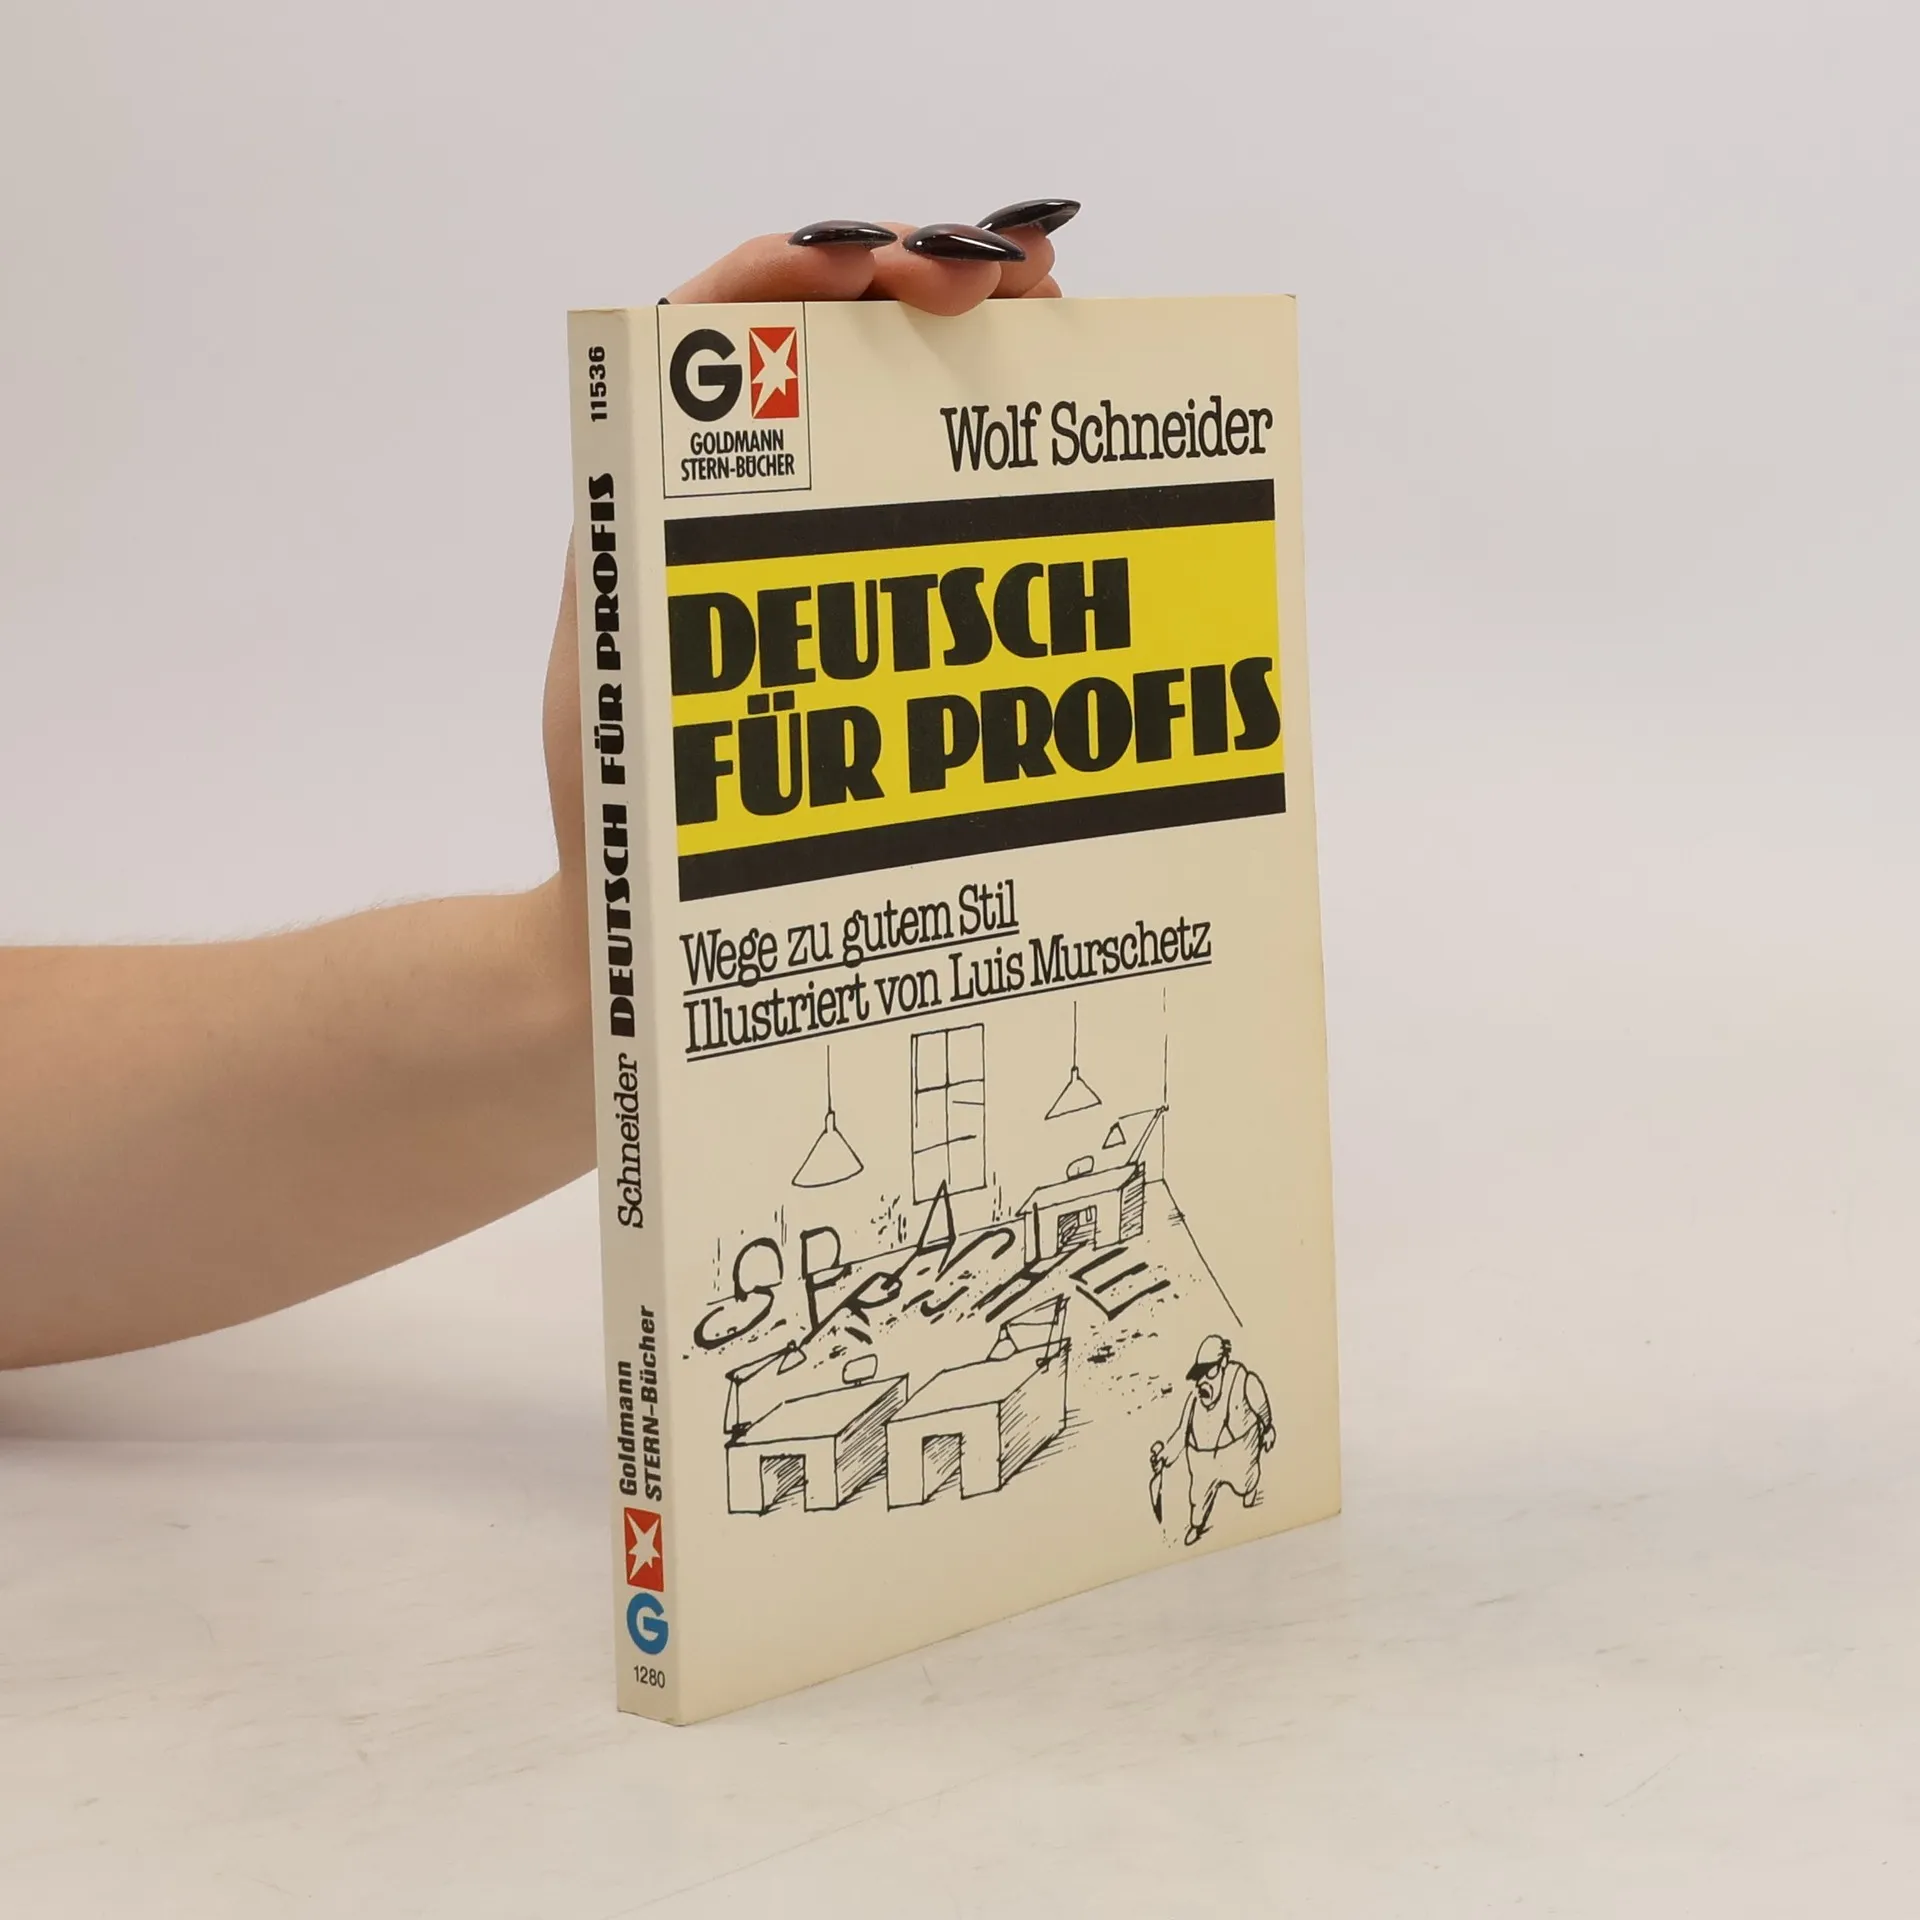 G
GOLDMANN
STERN-BÜCHER
Wolf Schneider
DEUTSCH
FÜR PROFIS
Wege zu gutem Stil
Illustriert von Luis Murschetz
SPRACHE
11536
Schneider DEUTSCH FÜR PROFIS
Goldmann
STERN-Bücher
G
1280